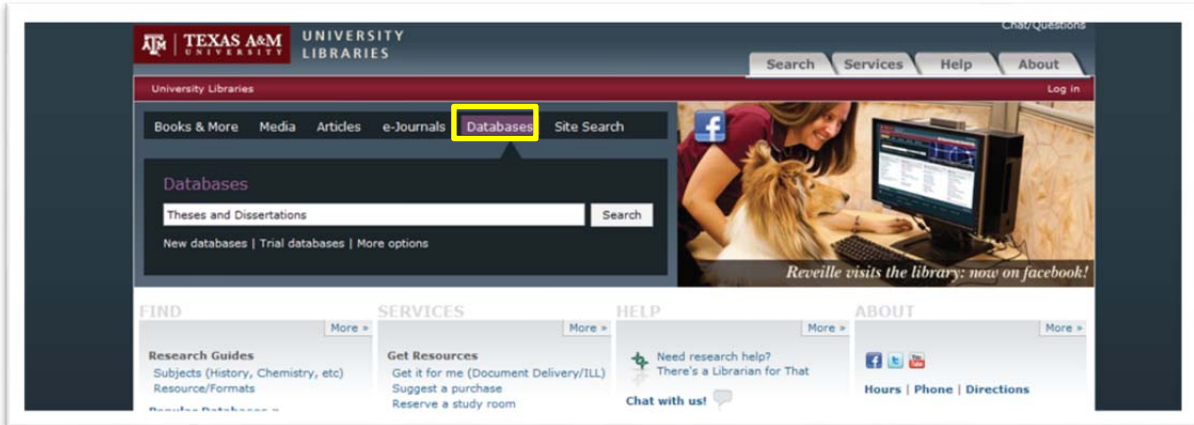 Chat/Questions
ATM | TEXAS A&M
UNIVERSITY
UNIVERSITY
LIBRARIES
Search Services Help About
University Libraries Log in
Books & More Media Articles e-Journals Databases Site Search
Databases
Theses and Dissertations Search
New databases | Trial databases | More options
Reveille visits the library: now on facebook!
FIND
More »
Research Guides
Subjects (History, Chemistry, etc)
Resource/Formats
Popular Databases »
SERVICES
More »
Get Resources
Get it for me (Document Delivery/ILL)
Suggest a purchase
Reserve a study room
HELP
More »
Need research help?
There's a Librarian for That
Chat with us!
ABOUT
More »
Hours | Phone | Directions